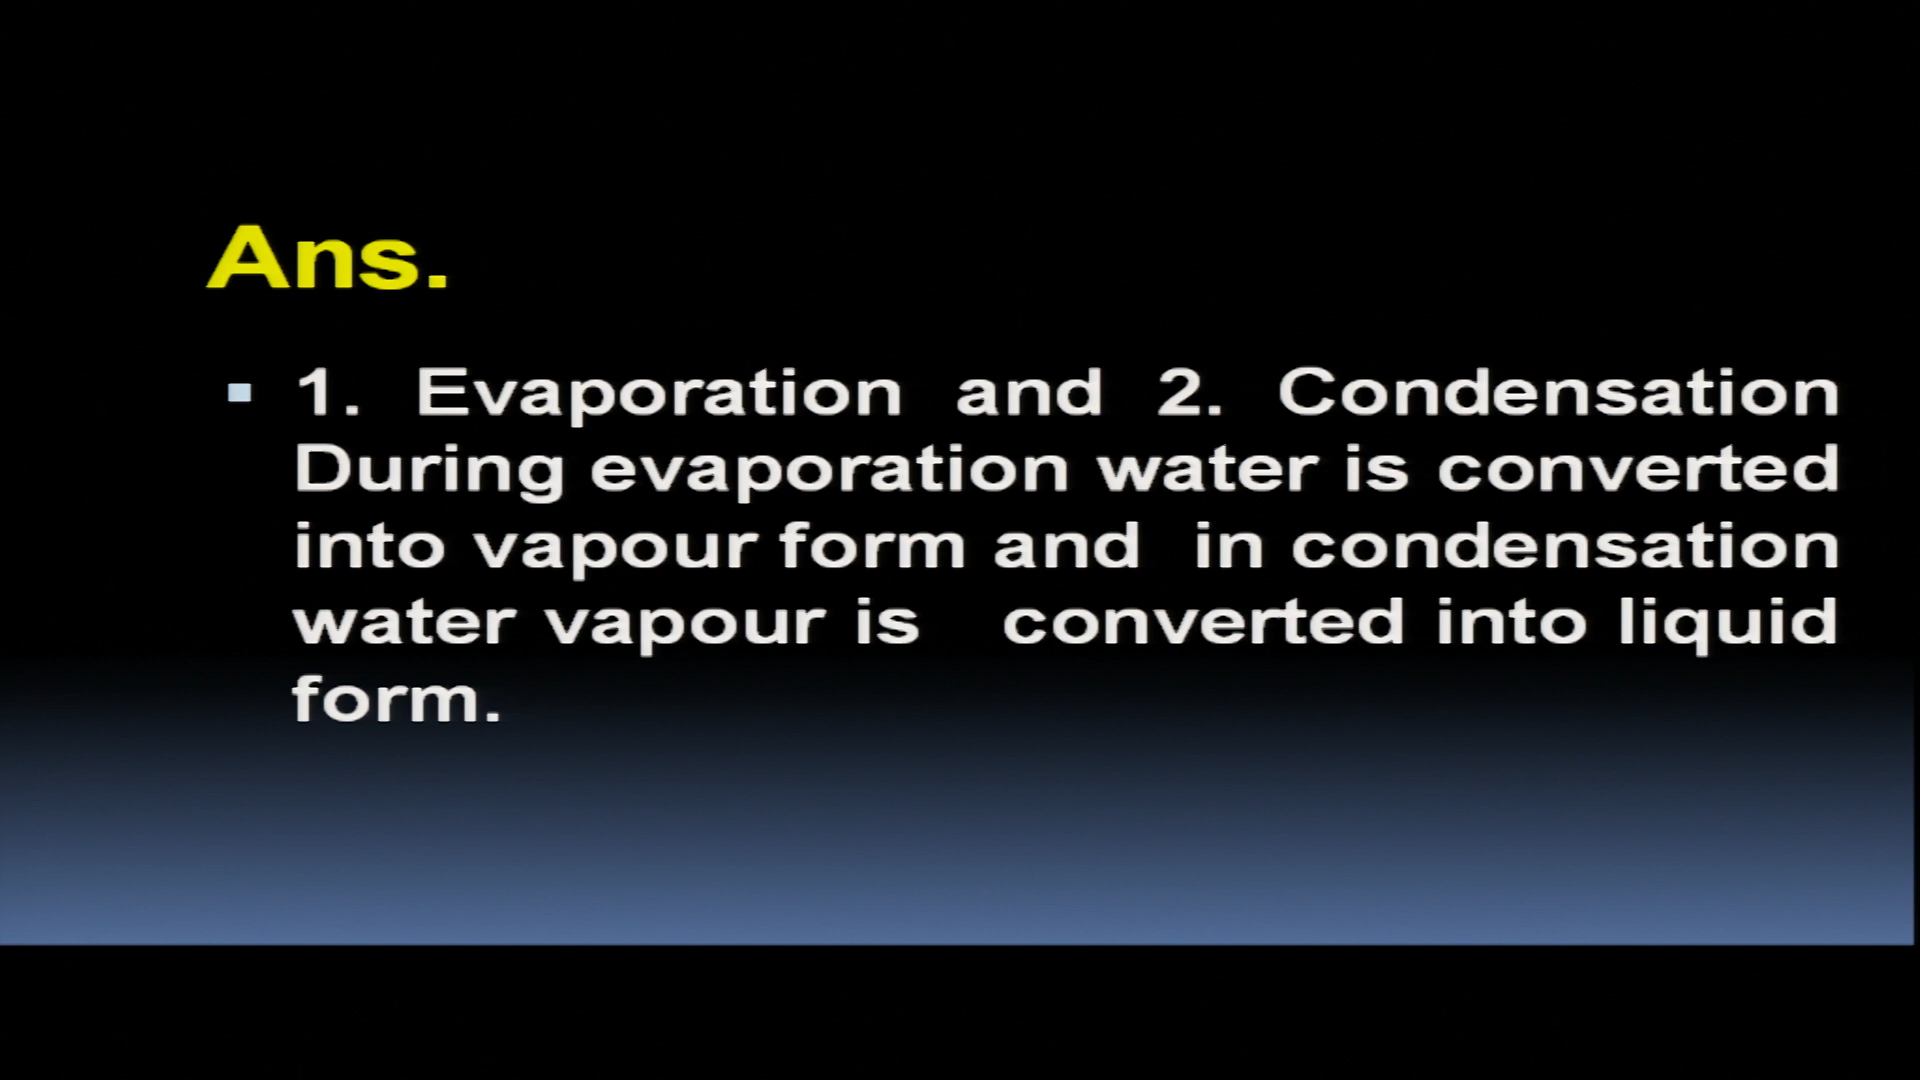 Ans.
1. Evaporation and 2. Condensation
During evaporation water is converted
into vapour form and in condensation
water vapour is converted into liquid
form.